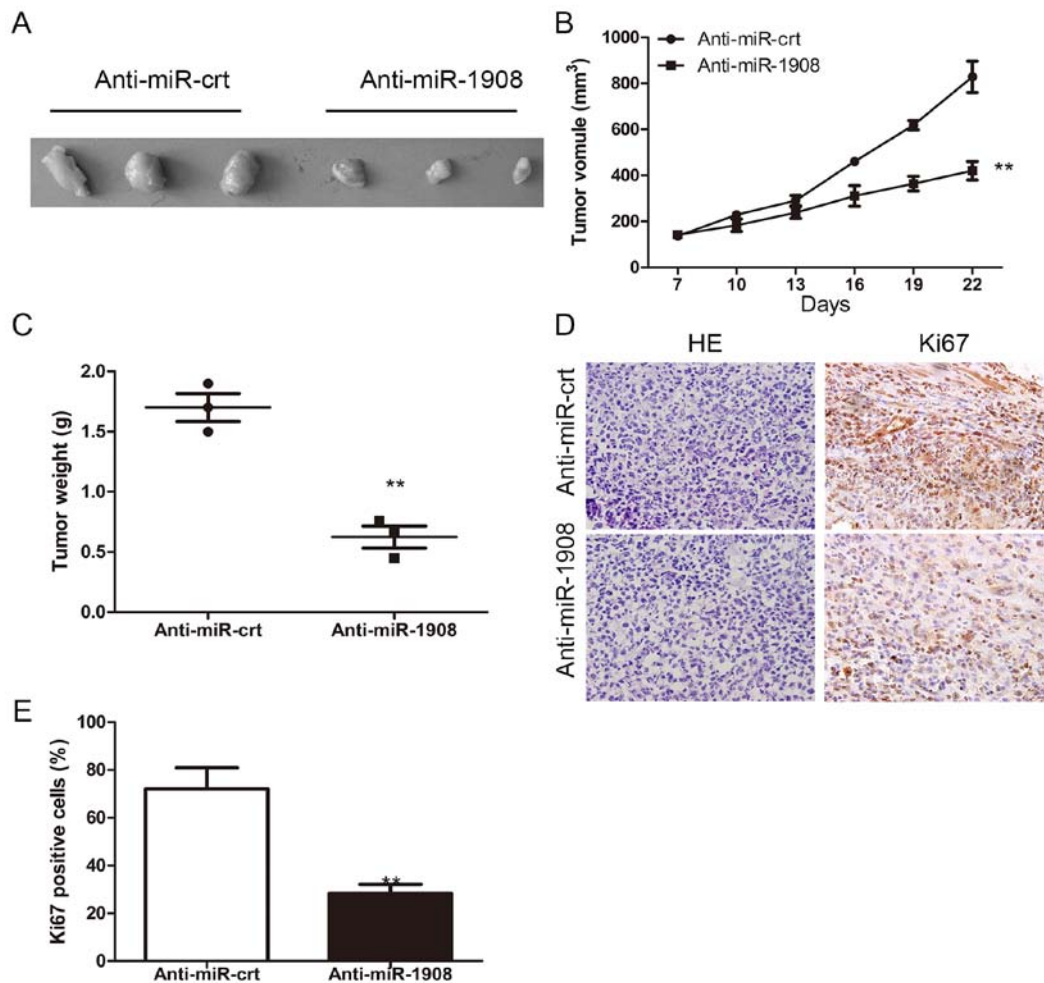 A
Anti-miR-crt
Anti-miR-1908
B
1000
800
600
400
200
0
Tumor vomule (mm³)
Anti-miR-crt
Anti-miR-1908
**
7 10 13 16 19 22
Days
C
2.0
1.5
1.0
0.5
0.0
Tumor weight (g)
**
Anti-miR-crt
Anti-miR-1908
D
HE
Ki67
Anti-miR-crt
Anti-miR-1908
E
100
80
60
40
20
0
Ki67 positive cells (%)
**
Anti-miR-crt
Anti-miR-1908